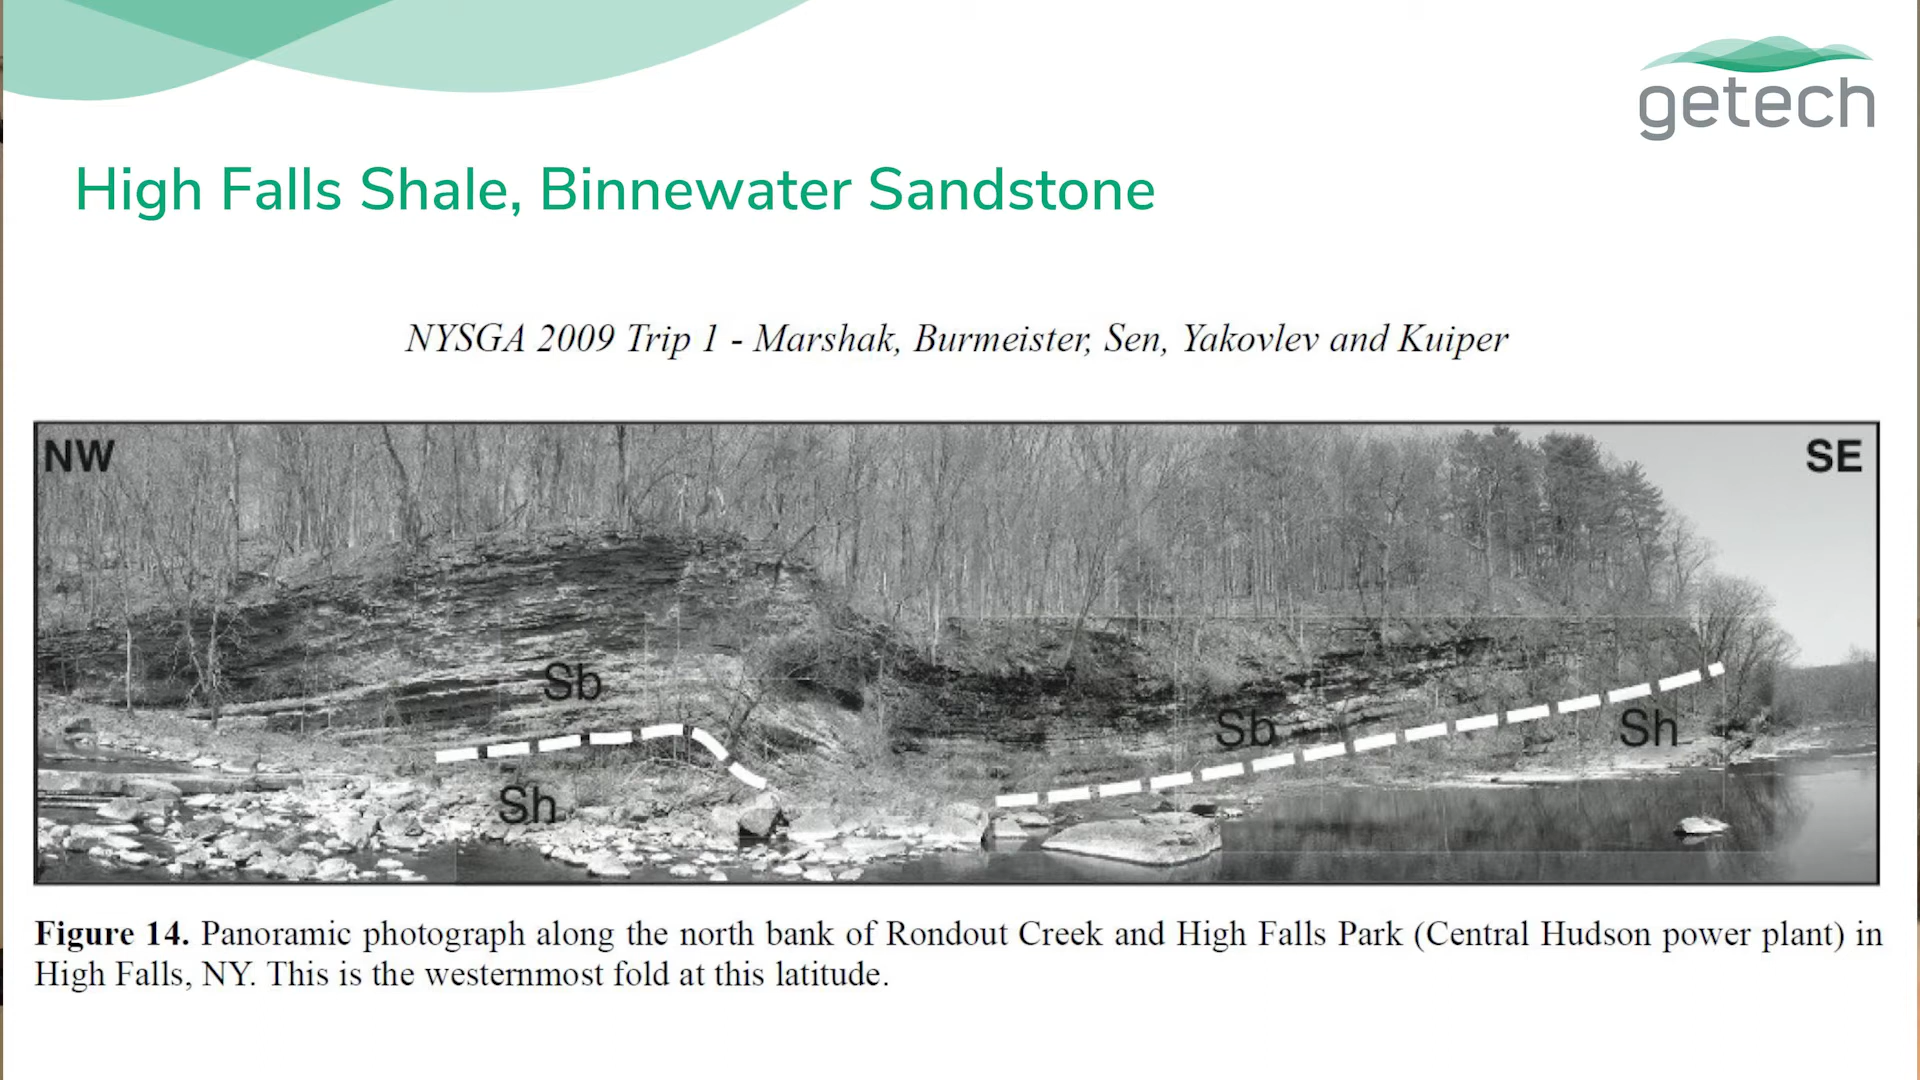 getech
High Falls Shale, Binnewater Sandstone
NYSGA 2009 Trip 1 - Marshak, Burmeister, Sen, Yakovlev and Kuiper
NW
SE
Sb
Sb
Sh
Sh
Figure 14. Panoramic photograph along the north bank of Rondout Creek and High Falls Park (Central Hudson power plant) in
High Falls, NY. This is the westernmost fold at this latitude.